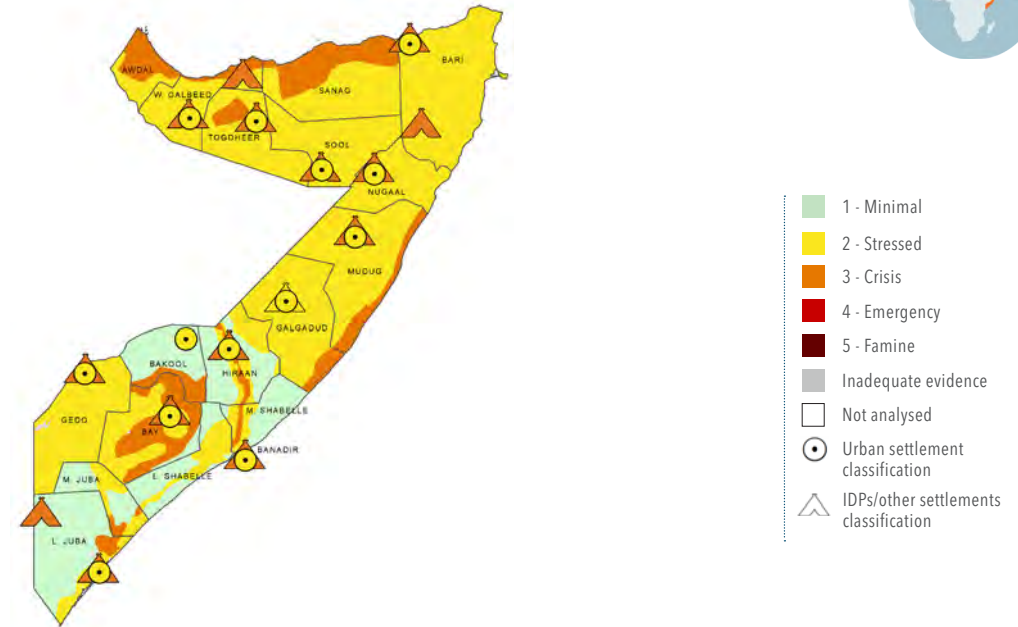 AWDAL
W. GALBEED
TOGDHEER
SANAG
BARI
SOOL
NUGAAL
MUDUG
GALGADUD
BAKOOL
HIRAAN
GEDO
BAY
M. SHABELLE
BANADIR
L. SHABELLE
M. JUBA
L. JUBA
1 - Minimal
2 - Stressed
3 - Crisis
4 - Emergency
5 - Famine
Inadequate evidence
Not analysed
Urban settlement
classification
IDPs/other settlements
classification